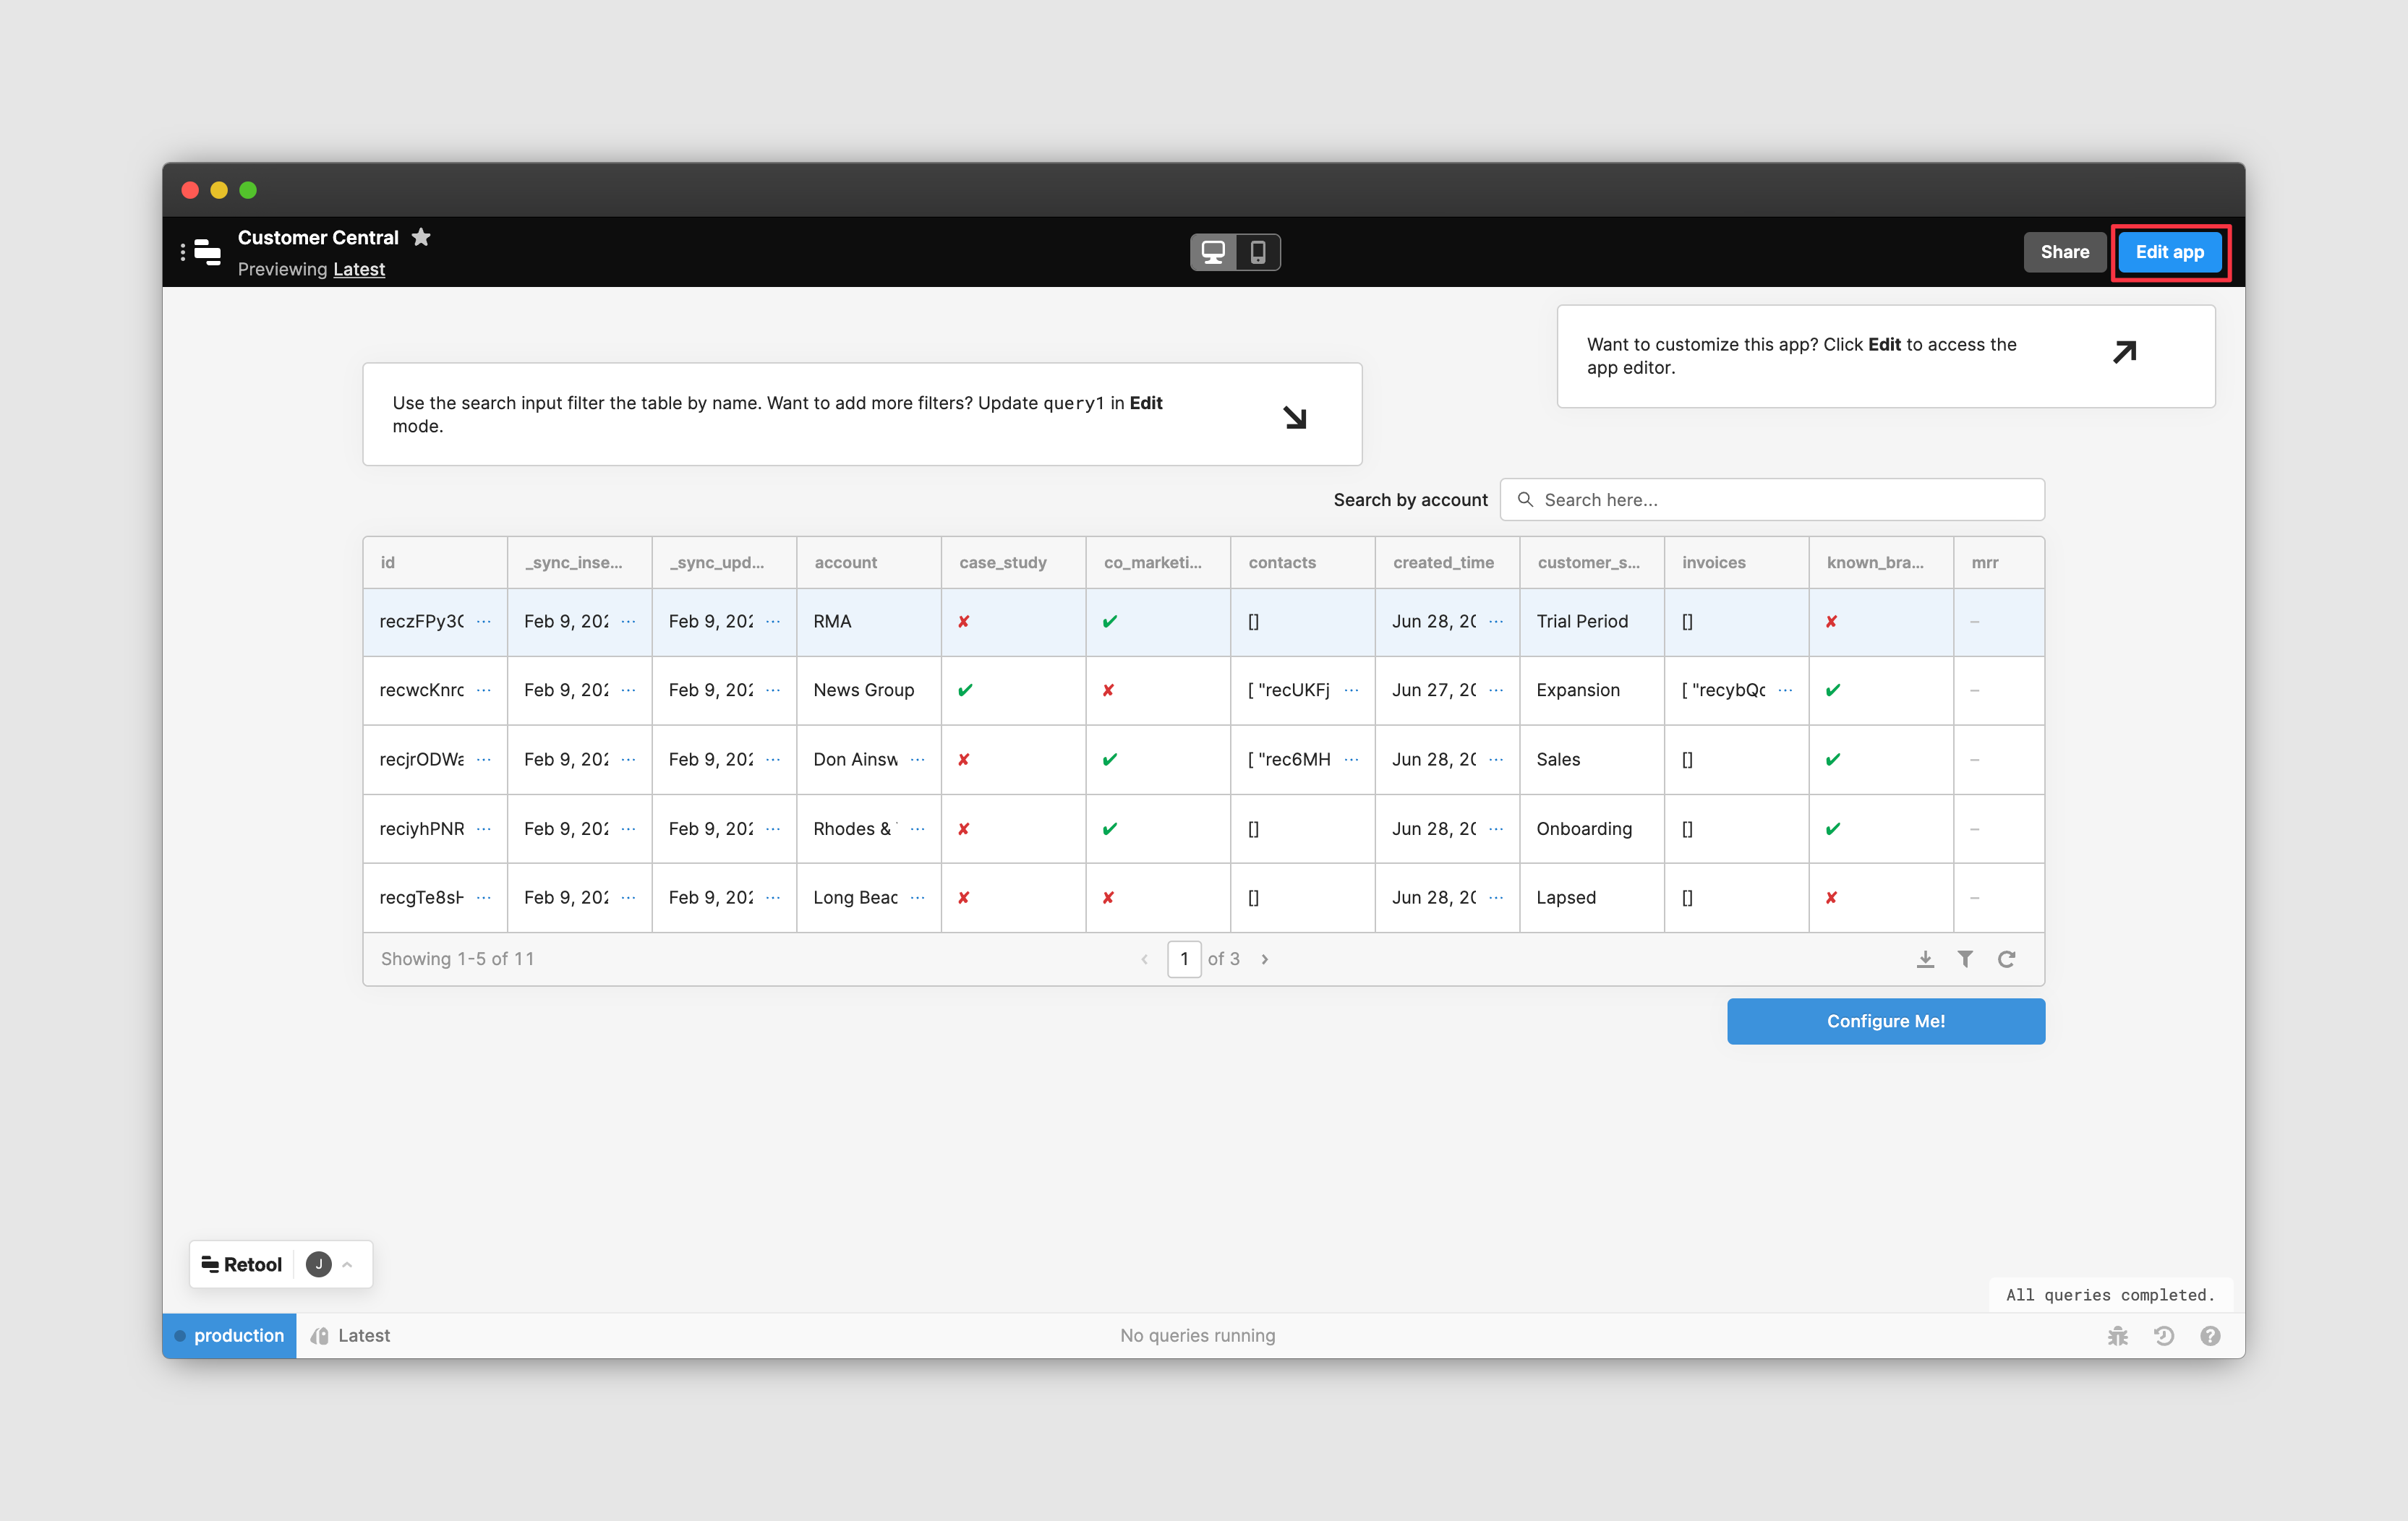 Customer Central
Previewing Latest
Share
Edit app
Want to customize this app? Click Edit to access the
app editor.
Use the search input filter the table by name. Want to add more filters? Update query1 in Edit
mode.
Search by account
Search here...
id _sync_inse... _sync_upd... account case_study co_marketi... contacts created_time customer_s... invoices known_bra... mrr
reczFPy3 ... Feb 9, 202 ... Feb 9, 202 ... RMA ✘ ✔ [] Jun 28, 20 ... Trial Period [] ✘ –
recwcKnrc ... Feb 9, 202 ... Feb 9, 202 ... News Group ✔ ✘ [ "recUKFj ... Jun 27, 20 ... Expansion [ "recybQc ... ✔ –
recjrODWa ... Feb 9, 202 ... Feb 9, 202 ... Don Ainsw ... ✘ ✔ [ "rec6MH ... Jun 28, 20 ... Sales [] ✔ –
reciyhPNR ... Feb 9, 202 ... Feb 9, 202 ... Rhodes & ... ✘ ✔ [] Jun 28, 20 ... Onboarding [] ✔ –
recgTe8sH ... Feb 9, 202 ... Feb 9, 202 ... Long Beac ... ✘ ✘ [] Jun 28, 20 ... Lapsed [] ✘ –
Showing 1-5 of 11
1 of 3
Configure Me!
Retool J
All queries completed.
production Latest
No queries running